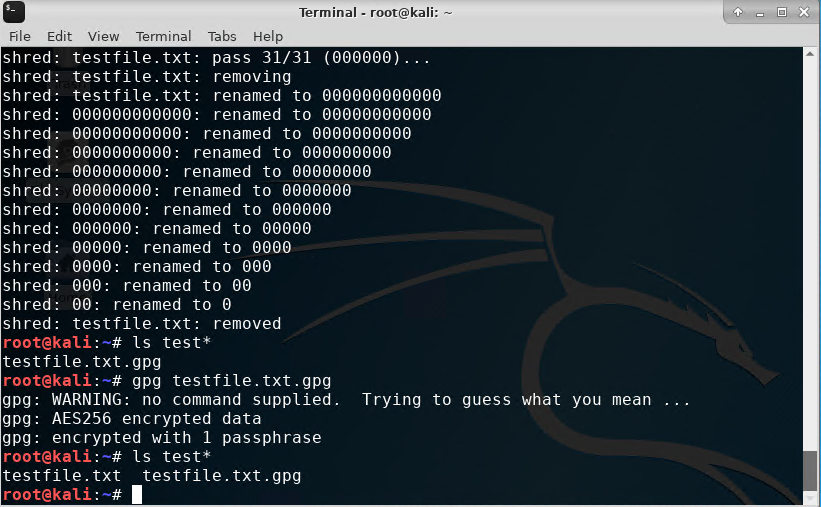 Terminal - root@kali: ~
File Edit View Terminal Tabs Help
shred: testfile.txt: pass 31/31 (000000)...
shred: testfile.txt: removing
shred: testfile.txt: renamed to 000000000000
shred: 000000000000: renamed to 00000000000
shred: 00000000000: renamed to 0000000000
shred: 0000000000: renamed to 000000000
shred: 000000000: renamed to 00000000
shred: 00000000: renamed to 0000000
shred: 0000000: renamed to 000000
shred: 000000: renamed to 00000
shred: 00000: renamed to 0000
shred: 0000: renamed to 000
shred: 000: renamed to 00
shred: 00: renamed to 0
shred: testfile.txt: removed
root@kali:~# ls test*
testfile.txt.gpg
root@kali:~# gpg testfile.txt.gpg
gpg: WARNING: no command supplied.  Trying to guess what you mean ...
gpg: AES256 encrypted data
gpg: encrypted with 1 passphrase
root@kali:~# ls test*
testfile.txt  testfile.txt.gpg
root@kali:~#